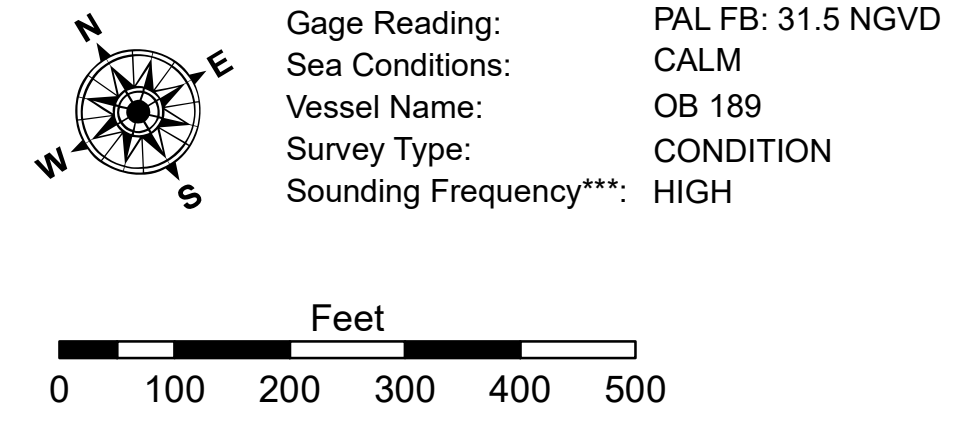 N
E
W
S
Gage Reading: PAL FB: 31.5 NGVD
Sea Conditions: CALM
Vessel Name: OB 189
Survey Type: CONDITION
Sounding Frequency***: HIGH
Feet
0 100 200 300 400 500